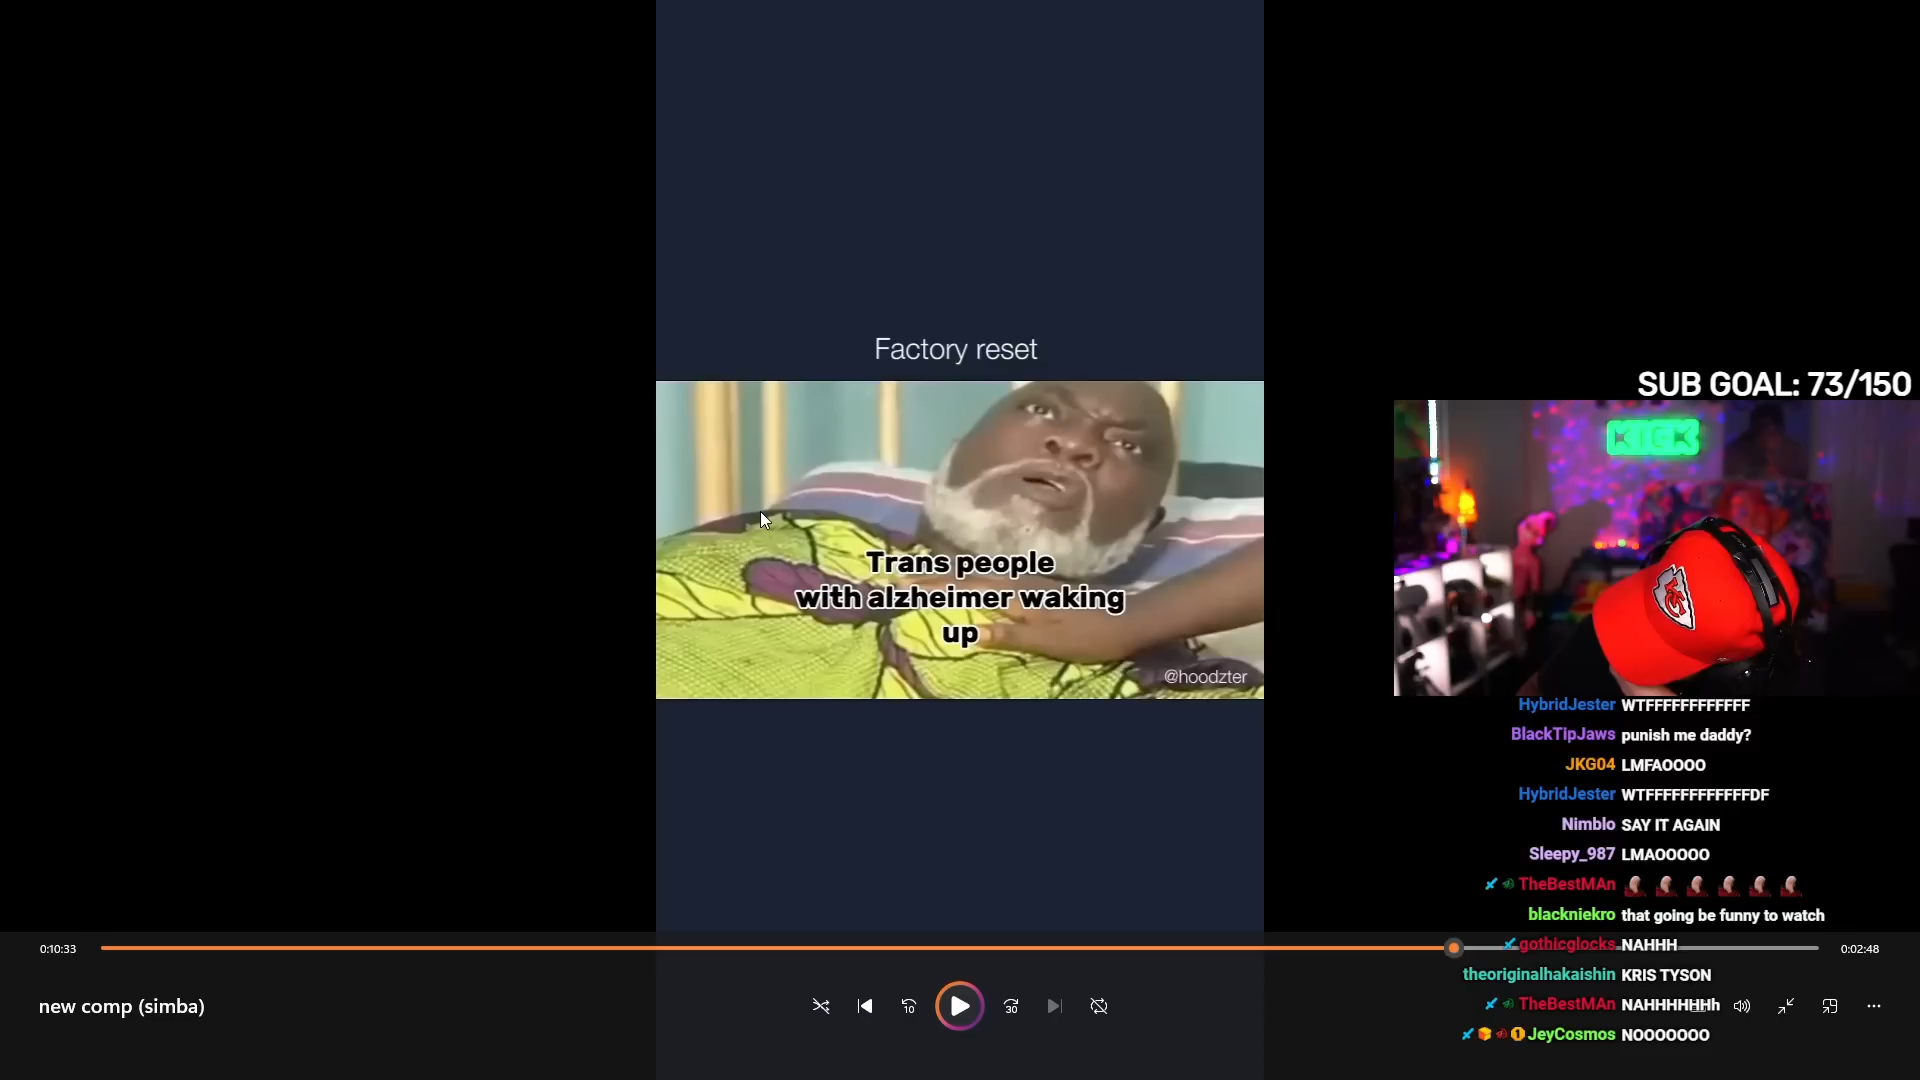 Factory reset
Trans people
with alzheimer waking
up
@hoodzter
SUB GOAL: 73/150
KICK
KC
HybridJester WTFFFFFFFFFFFF
BlackTipJaws punish me daddy?
JKG04 LMFAOOOO
HybridJester WTFFFFFFFFFFFFDF
Nimblo SAY IT AGAIN
Sleepy_987 LMAOOOOO
TheBestMAn
blackniekro that going be funny to watch
gothicglocks NAHHH
theoriginalhakaishin KRIS TYSON
TheBestMAn NAHHHHHHh
1 JeyCosmos NOOOOOOO
0:10:33
0:02:48
new comp (simba)
10
30